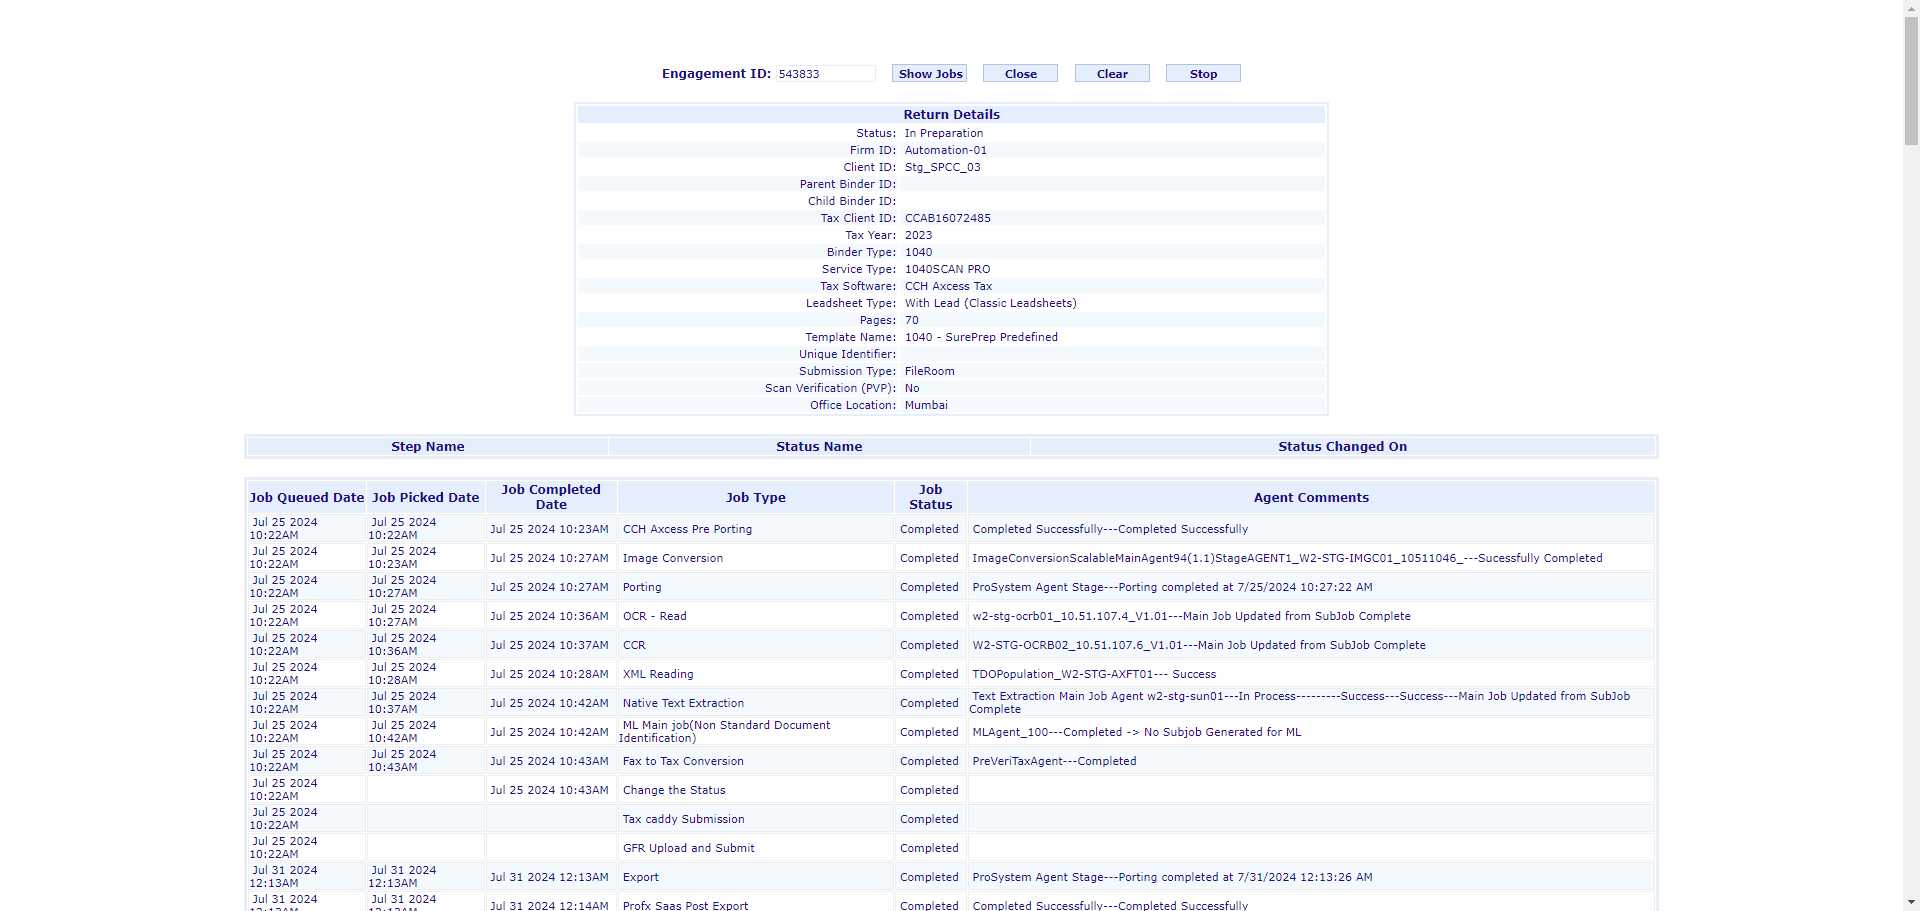 Engagement ID: 543833 Show Jobs Close Clear Stop
Return Details
Status: In Preparation
Firm ID: Automation-01
Client ID: Stg_SPCC_03
Parent Binder ID:
Child Binder ID:
Tax Client ID: CCAB16072485
Tax Year: 2023
Binder Type: 1040
Service Type: 1040SCAN PRO
Tax Software: CCH Axcess Tax
Leadsheet Type: With Lead (Classic Leadsheets)
Pages: 70
Template Name: 1040 - SurePrep Predefined
Unique Identifier:
Submission Type: FileRoom
Scan Verification (PVP): No
Office Location: Mumbai
Step Name Status Name Status Changed On
Job Queued Date Job Picked Date Job Completed Date Job Type Job Status Agent Comments
Jul 25 2024 10:22AM Jul 25 2024 10:22AM Jul 25 2024 10:23AM CCH Axcess Pre Porting Completed Completed Successfully---Completed Successfully
Jul 25 2024 10:22AM Jul 25 2024 10:23AM Jul 25 2024 10:27AM Image Conversion Completed ImageConversionScalableMainAgent94(1.1)StageAGENT1_W2-STG-IMGC01_10511046_---Sucessfully Completed
Jul 25 2024 10:22AM Jul 25 2024 10:27AM Jul 25 2024 10:27AM Porting Completed ProSystem Agent Stage---Porting completed at 7/25/2024 10:27:22 AM
Jul 25 2024 10:22AM Jul 25 2024 10:27AM Jul 25 2024 10:36AM OCR - Read Completed w2-stg-ocrb01_10.51.107.4_V1.01---Main Job Updated from SubJob Complete
Jul 25 2024 10:22AM Jul 25 2024 10:36AM Jul 25 2024 10:37AM CCR Completed W2-STG-OCRB02_10.51.107.6_V1.01---Main Job Updated from SubJob Complete
Jul 25 2024 10:22AM Jul 25 2024 10:28AM Jul 25 2024 10:28AM XML Reading Completed TDOPopulation_W2-STG-AXFT01--- Success
Jul 25 2024 10:22AM Jul 25 2024 10:37AM Jul 25 2024 10:42AM Native Text Extraction Completed Text Extraction Main Job Agent w2-stg-sun01---In Process---------Success---Success---Main Job Updated from SubJob Complete
Jul 25 2024 10:22AM Jul 25 2024 10:42AM Jul 25 2024 10:42AM ML Main job(Non Standard Document Identification) Completed MLAgent_100---Completed -> No Subjob Generated for ML
Jul 25 2024 10:22AM Jul 25 2024 10:43AM Jul 25 2024 10:43AM Fax to Tax Conversion Completed PreVeriTaxAgent---Completed
Jul 25 2024 10:22AM Jul 25 2024 10:43AM Change the Status Completed
Jul 25 2024 10:22AM Tax caddy Submission Completed
Jul 25 2024 10:22AM GFR Upload and Submit Completed
Jul 31 2024 12:13AM Jul 31 2024 12:13AM Jul 31 2024 12:13AM Export Completed ProSystem Agent Stage---Porting completed at 7/31/2024 12:13:26 AM
Jul 31 2024 Jul 31 2024 Jul 31 2024 12:14AM Profx Saas Post Export Completed Completed Successfully---Completed Successfully